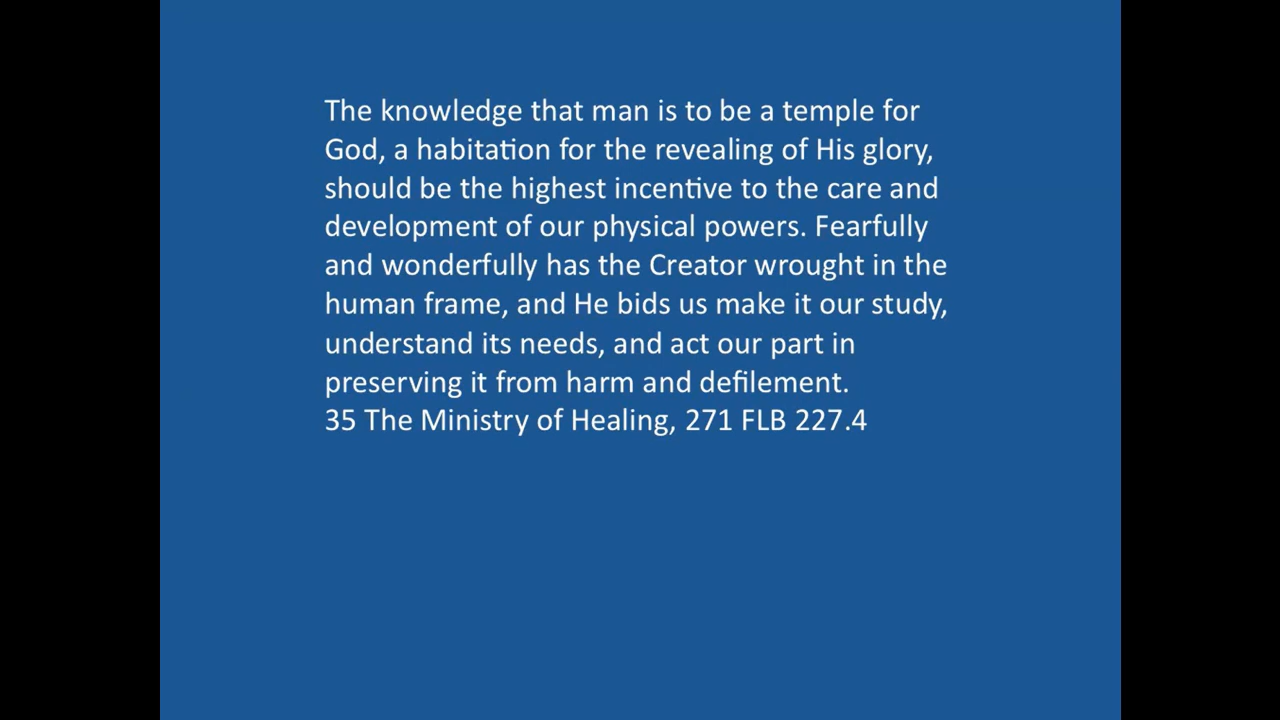 The knowledge that man is to be a temple for
God, a habitation for the revealing of His glory,
should be the highest incentive to the care and
development of our physical powers. Fearfully
and wonderfully has the Creator wrought in the
human frame, and He bids us make it our study,
understand its needs, and act our part in
preserving it from harm and defilement.
35 The Ministry of Healing, 271 FLB 227.4